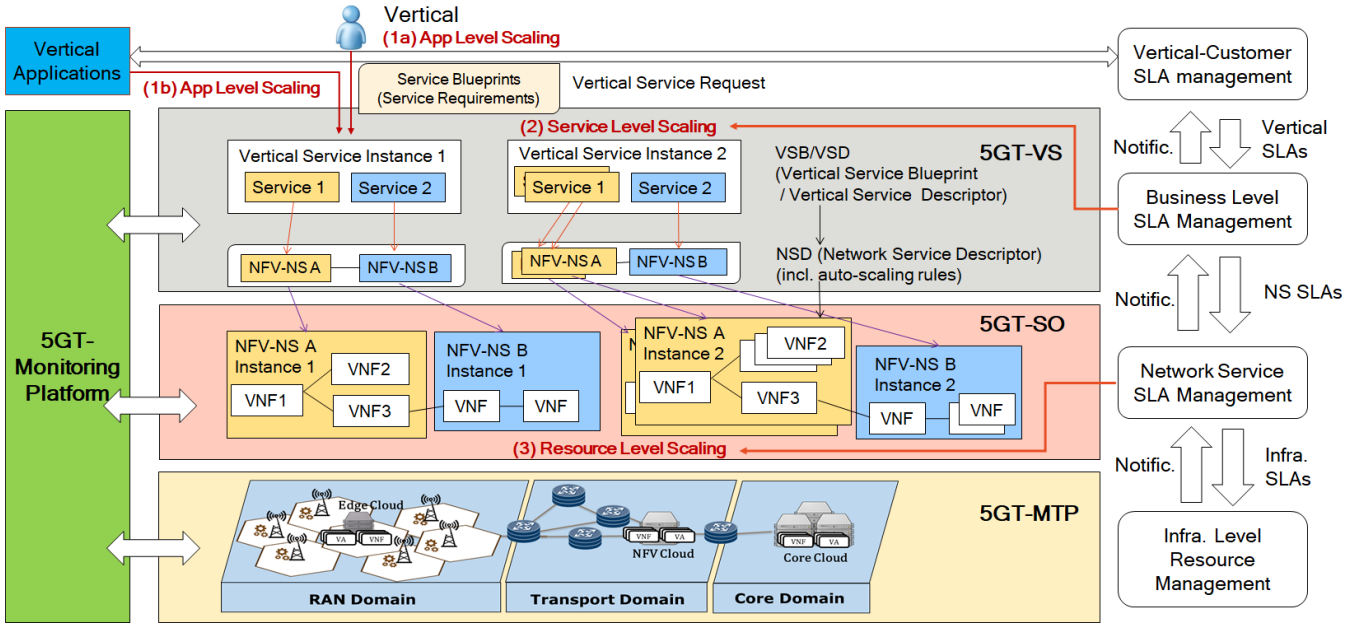 Vertical
(1a) App Level Scaling
Vertical
Applications
(1b) App Level Scaling
Service Blueprints
(Service Requirements)
Vertical Service Request
Vertical-Customer
SLA management
Notific.
Vertical
SLAs
(2) Service Level Scaling
5GT-VS
Vertical Service Instance 1
Service 1
Service 2
Vertical Service Instance 2
Service 1
Service 2
VSB/VSD
(Vertical Service Blueprint
/ Vertical Service Descriptor)
Business Level
SLA Management
NFV-NS A
NFV-NS B
NFV-NS A
NFV-NS B
NSD (Network Service Descriptor)
(incl. auto-scaling rules)
Notific.
NS SLAs
5GT-
Monitoring
Platform
5GT-SO
NFV-NS A
Instance 1
VNF1
VNF2
VNF3
NFV-NS B
Instance 1
VNF
VNF
N
NFV-NS A
Instance 2
VNF1
VNF2
VNF3
NFV-NS B
Instance 2
VNF
VNF
Network Service
SLA Management
(3) Resource Level Scaling
Notific.
Infra.
SLAs
5GT-MTP
Edge Cloud
VA
VNF
VNF
VA
NFV Cloud
VNF
VA
Core Cloud
RAN Domain
Transport Domain
Core Domain
Infra. Level
Resource
Management